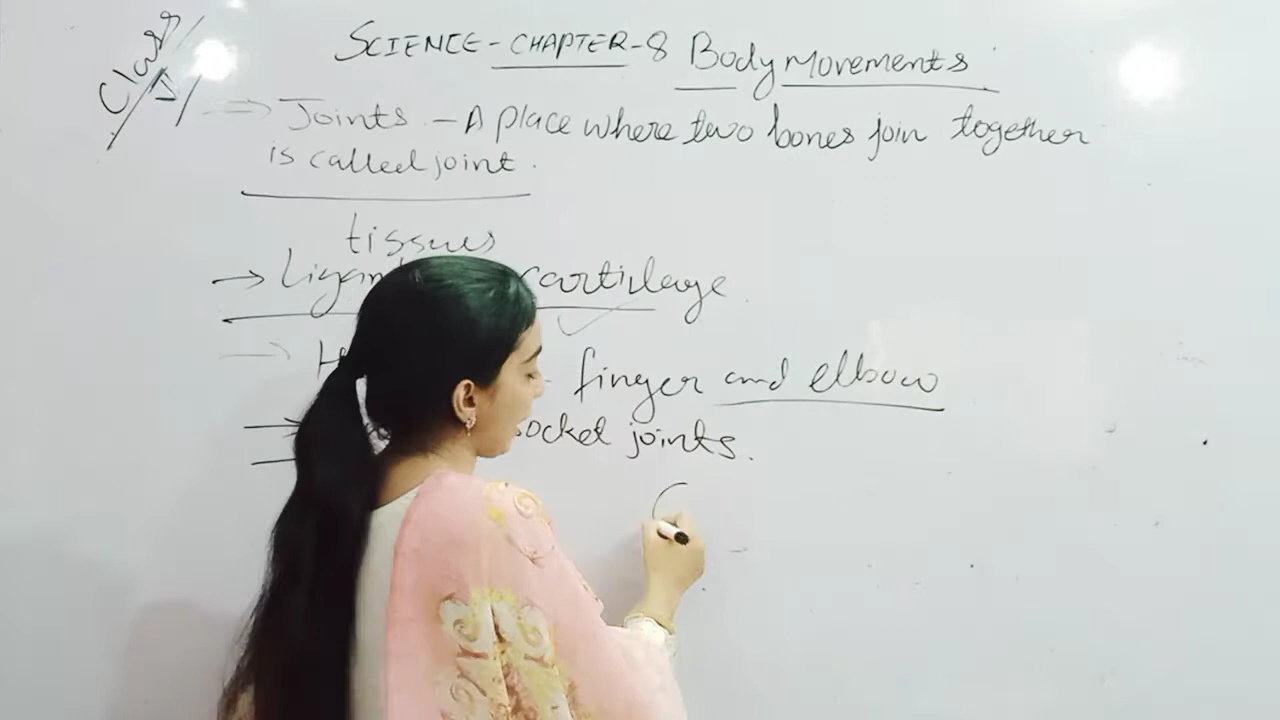 Class
SCIENCE - CHAPTER - 8 Body Movements
⇒ Joints - A place where two bones join together
is called joint.
tissues
→ cartilage
→ - finger and elbow
→ joints.